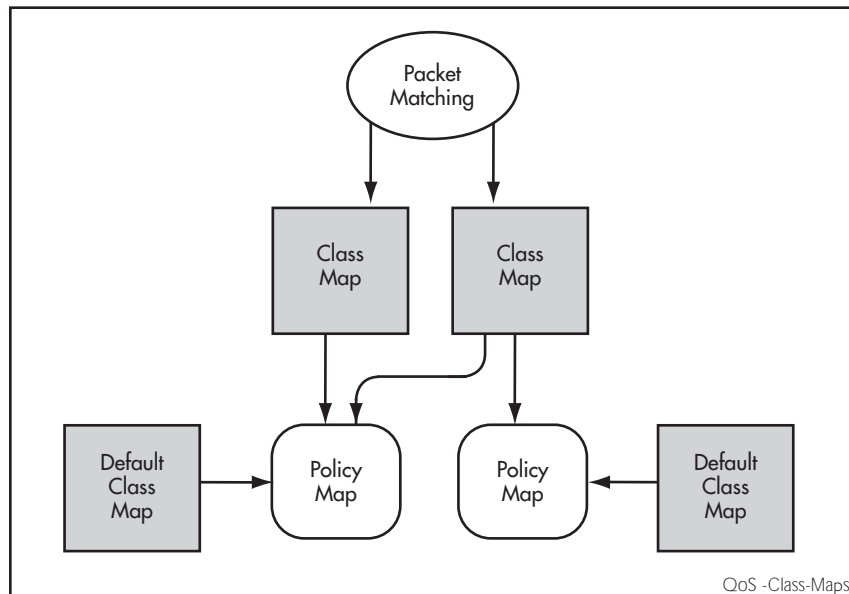 Packet
Matching
Class
Map
Class
Map
Default
Class
Map
Policy
Map
Policy
Map
Default
Class
Map
QoS -Class-Maps